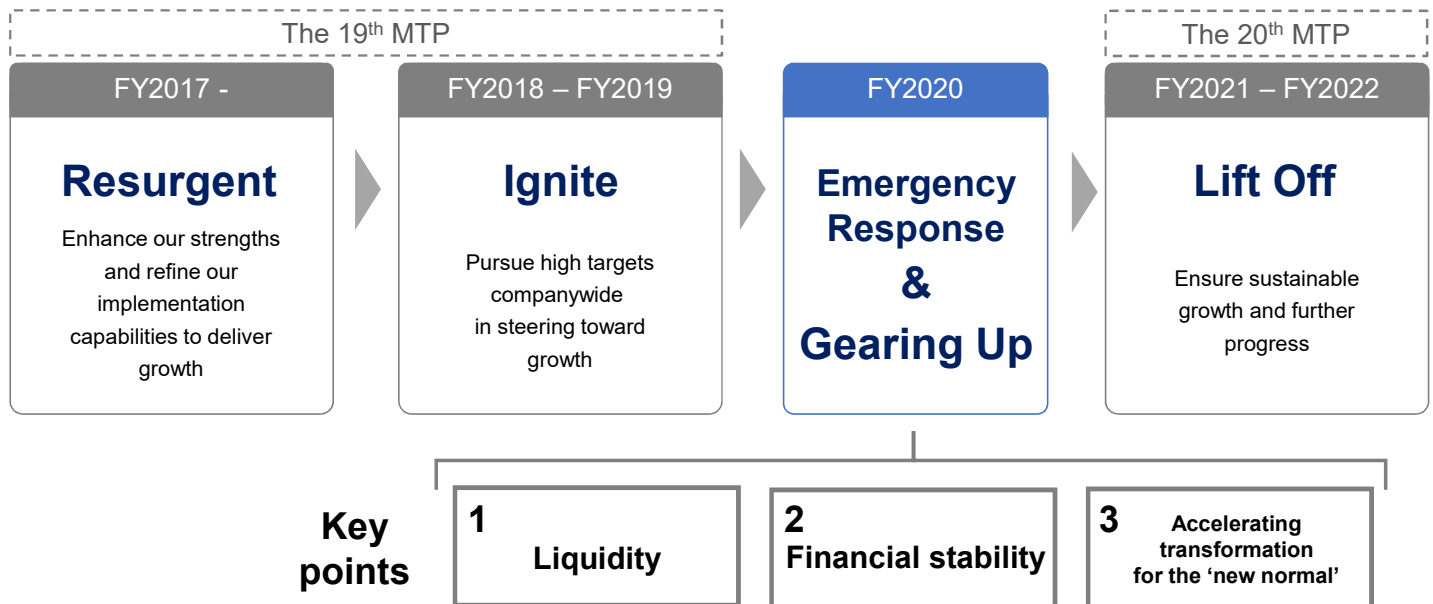 The 19th MTP
The 20th MTP
FY2017 -
Resurgent
Enhance our strengths
and refine our
implementation
capabilities to deliver
growth
FY2018 – FY2019
Ignite
Pursue high targets
companywide
in steering toward
growth
FY2020
Emergency
Response
&
Gearing Up
FY2021 – FY2022
Lift Off
Ensure sustainable
growth and further
progress
Key
points
1
Liquidity
2
Financial stability
3
Accelerating
transformation
for the ‘new normal’